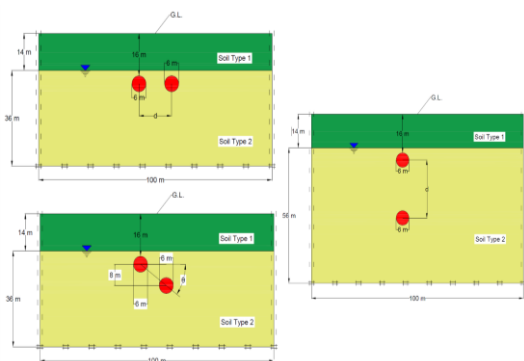 G.L.
14 m
16 m
6 m
Soil Type 1
6 m
d
36 m
Soil Type 2
100 m
G.L.
14 m
16 m
Soil Type 1
6 m
d
56 m
6 m
Soil Type 2
100 m
G.L.
14 m
16 m
Soil Type 1
6 m
8 m
θ
6 m
36 m
Soil Type 2
100 m